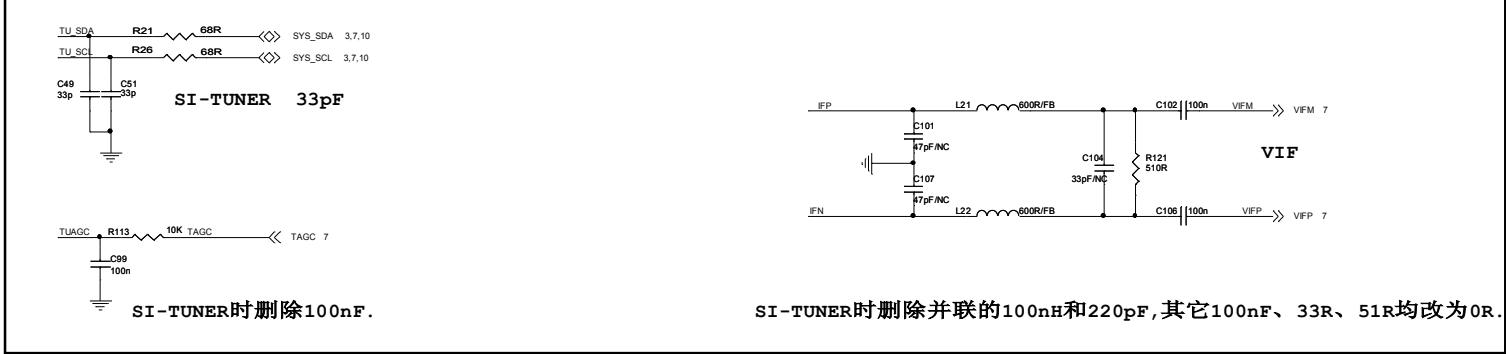 TU_SDA R21 68R SYS_SDA 3,7,10
TU_SCL R26 68R SYS_SCL 3,7,10
C49 33p
C51 33p
SI-TUNER 33pF
TUAGC R113 10K TAGC TAGC 7
C99 100n
SI-TUNER时删除100nF.
IFP L21 600R/FB C102 100n VIFM VIFM 7
C101
47pF/NC
C107
47pF/NC
C104
33pF/NC
R121
510R
VIF
IFN L22 600R/FB C106 100n VIFP VIFP 7
SI-TUNER时删除并联的100nH和220pF,其它100nF、33R、51R均改为0R.